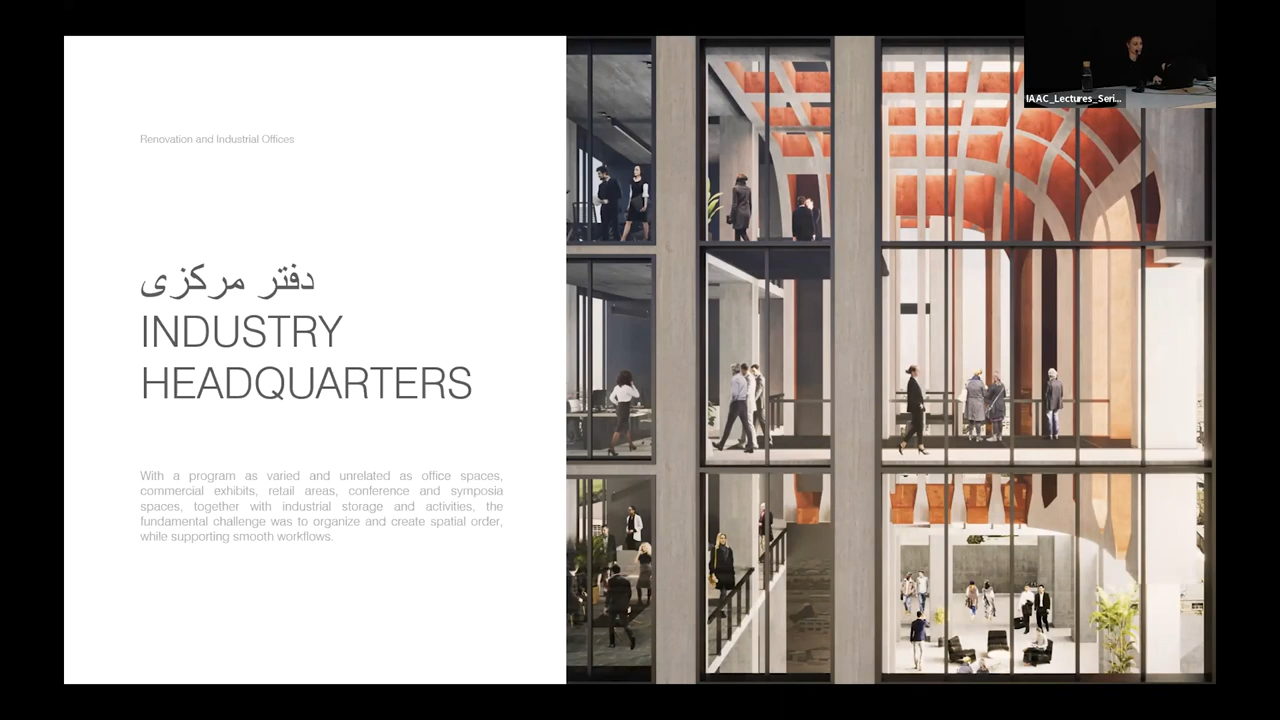 IAAC_Lectures_Seri...
Renovation and Industrial Offices
دفتر مرکزی
INDUSTRY
HEADQUARTERS
With a program as varied and unrelated as office spaces,
commercial exhibits, retail areas, conference and symposia
spaces, together with industrial storage and activities, the
fundamental challenge was to organize and create spatial order,
while supporting smooth workflows.